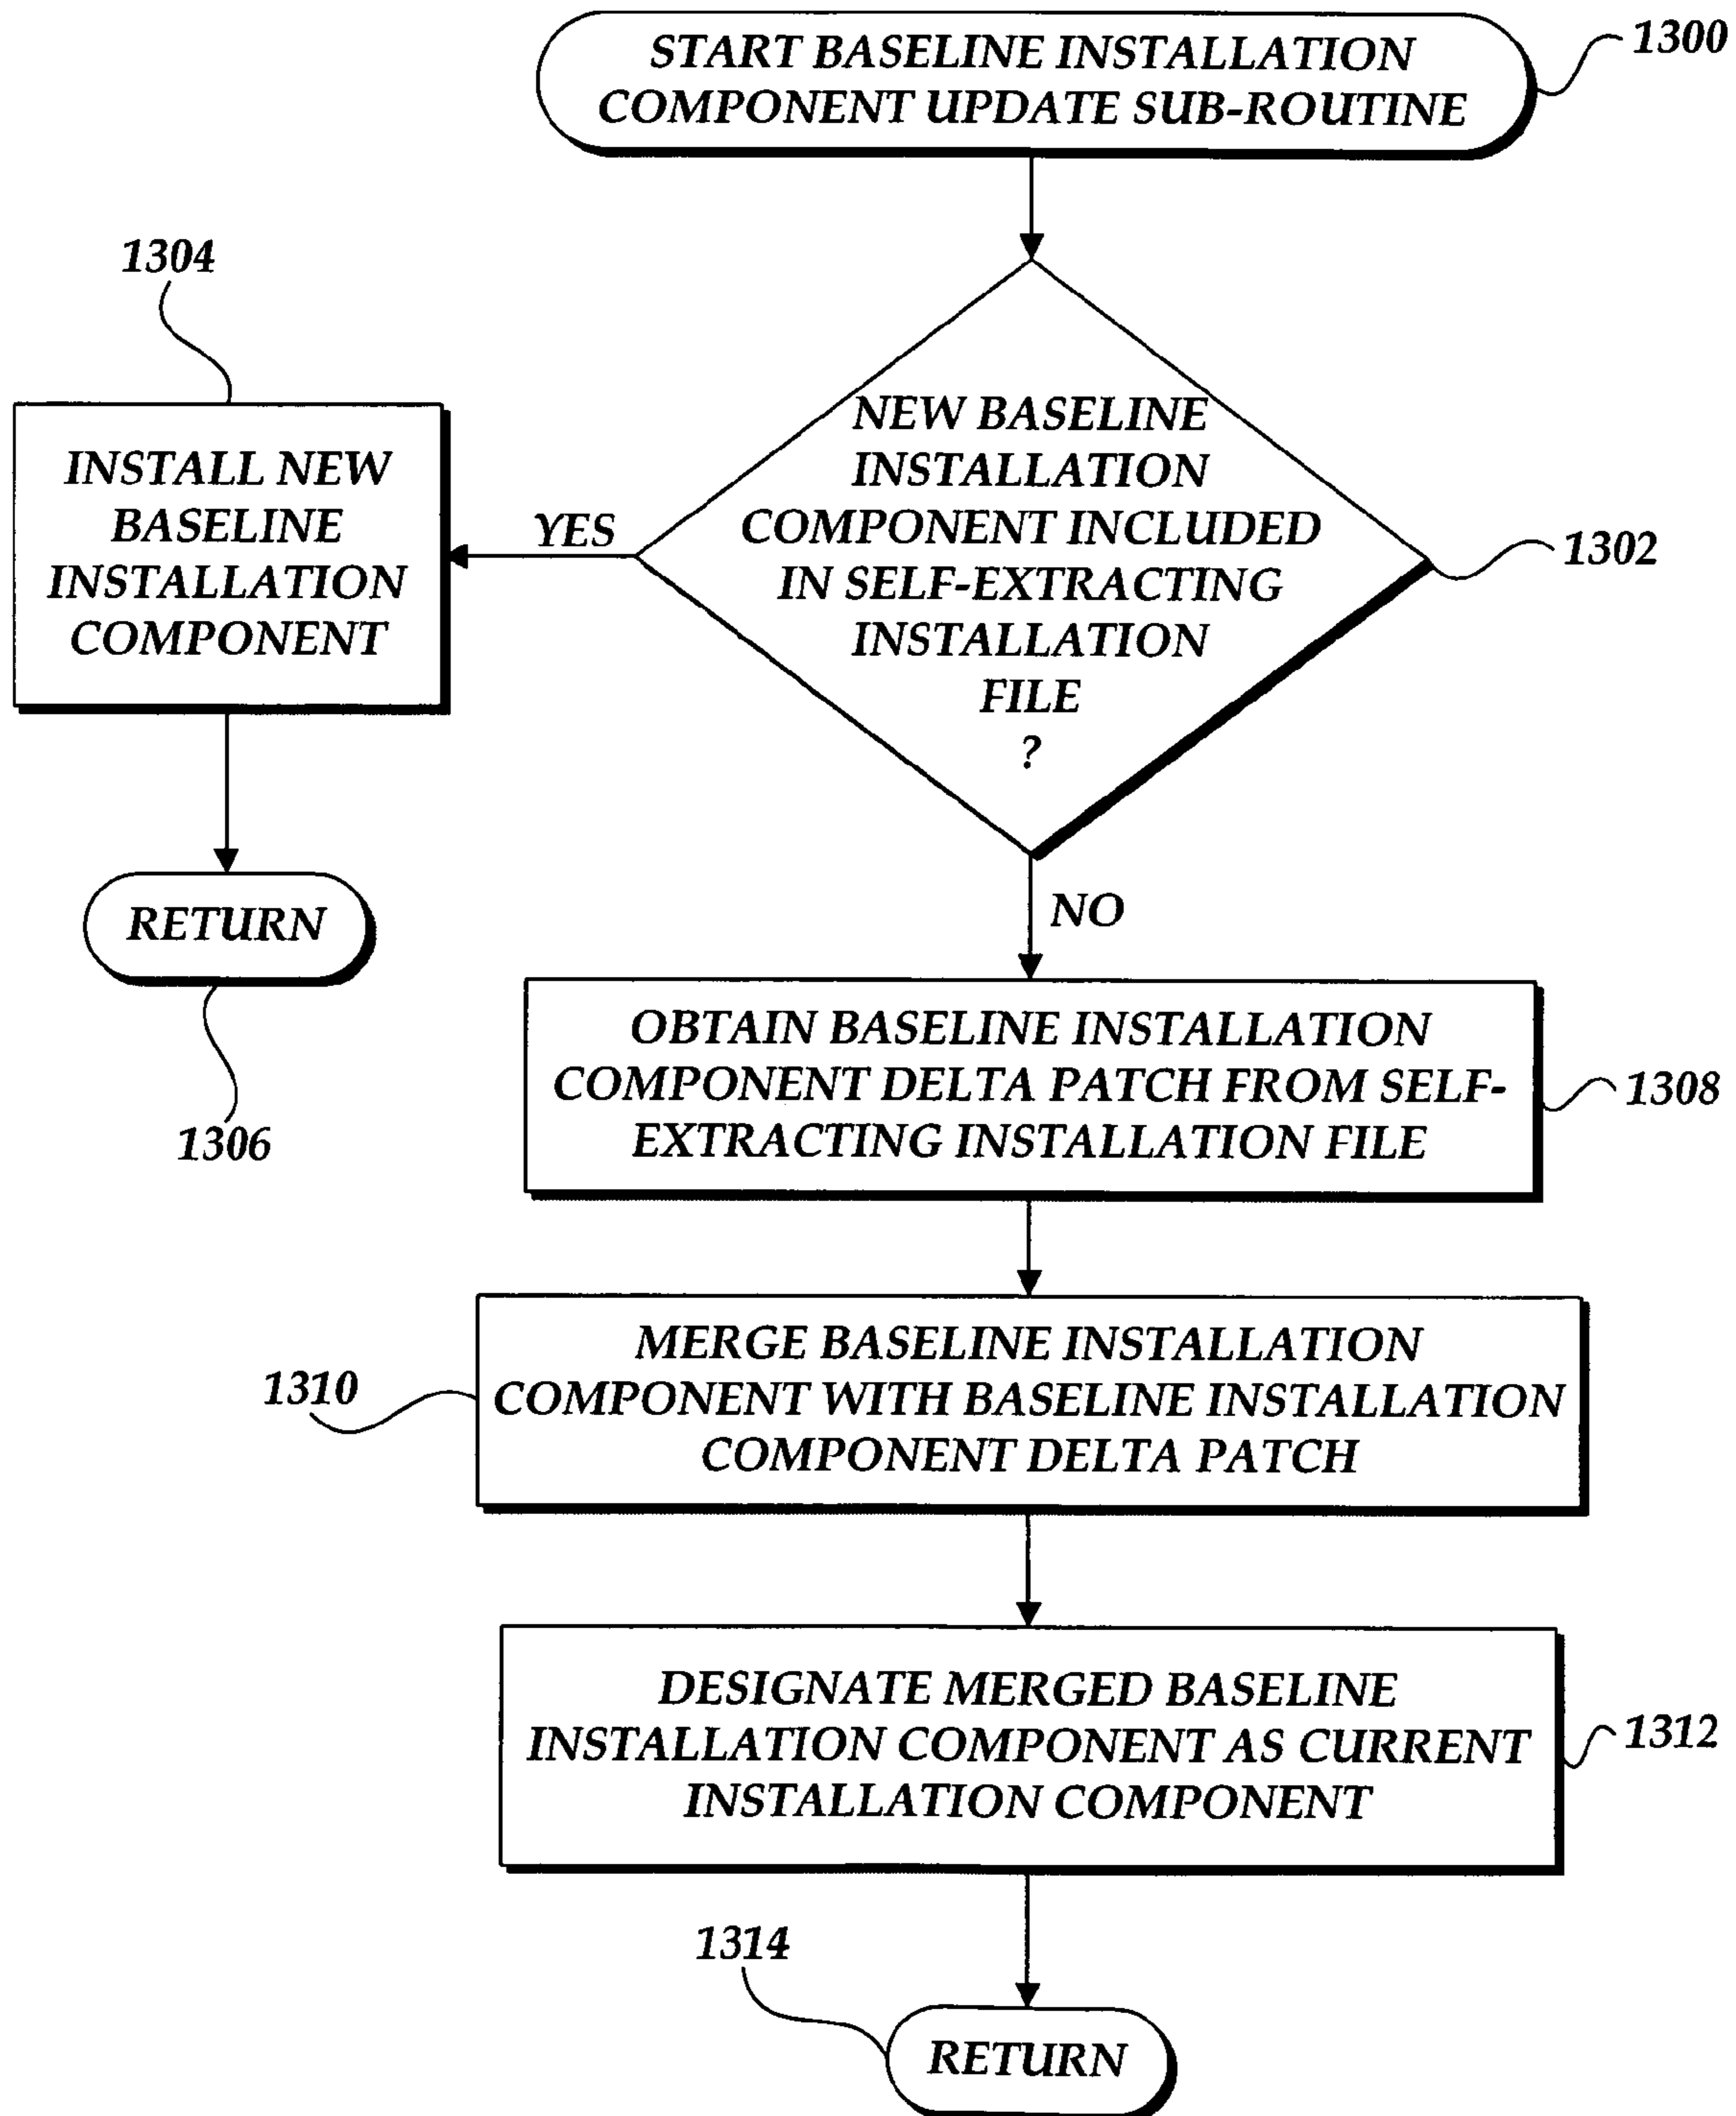 START BASELINE INSTALLATION
COMPONENT UPDATE SUB-ROUTINE
1300
1304
NEW BASELINE
INSTALLATION
COMPONENT INCLUDED
IN SELF-EXTRACTING
INSTALLATION
FILE
?
1302
YES
INSTALL NEW
BASELINE
INSTALLATION
COMPONENT
RETURN
1306
NO
OBTAIN BASELINE INSTALLATION
COMPONENT DELTA PATCH FROM SELF-
EXTRACTING INSTALLATION FILE
1308
MERGE BASELINE INSTALLATION
COMPONENT WITH BASELINE INSTALLATION
COMPONENT DELTA PATCH
1310
DESIGNATE MERGED BASELINE
INSTALLATION COMPONENT AS CURRENT
INSTALLATION COMPONENT
1312
1314
RETURN